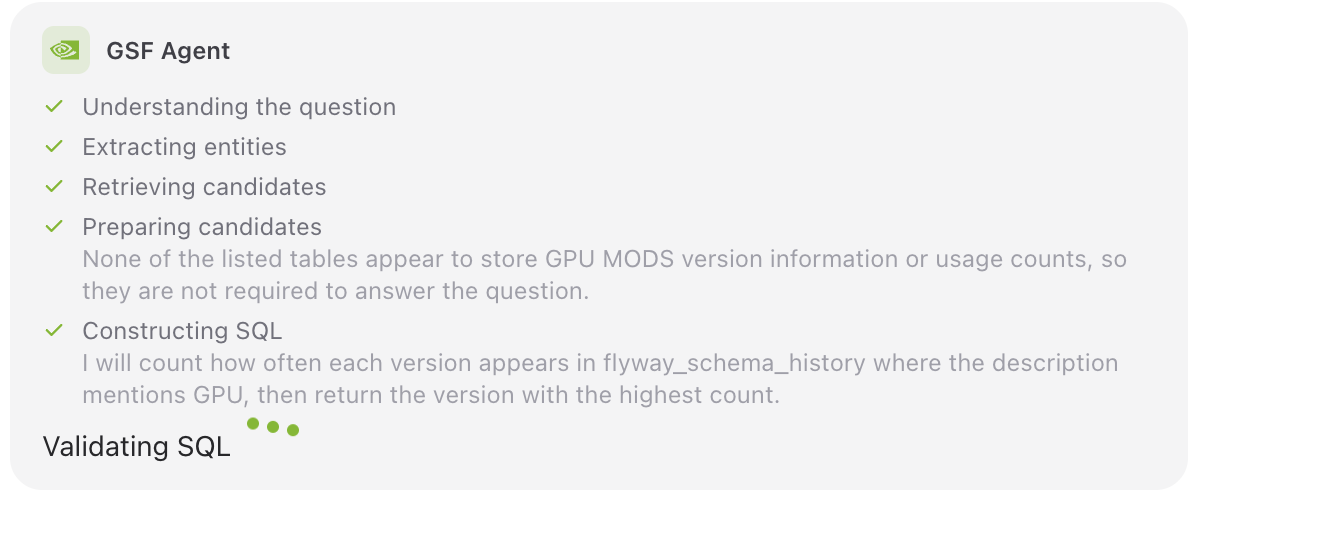 GSF Agent
Understanding the question
Extracting entities
Retrieving candidates
Preparing candidates
None of the listed tables appear to store GPU MODS version information or usage counts, so
they are not required to answer the question.
Constructing SQL
I will count how often each version appears in flyway_schema_history where the description
mentions GPU, then return the version with the highest count.
Validating SQL